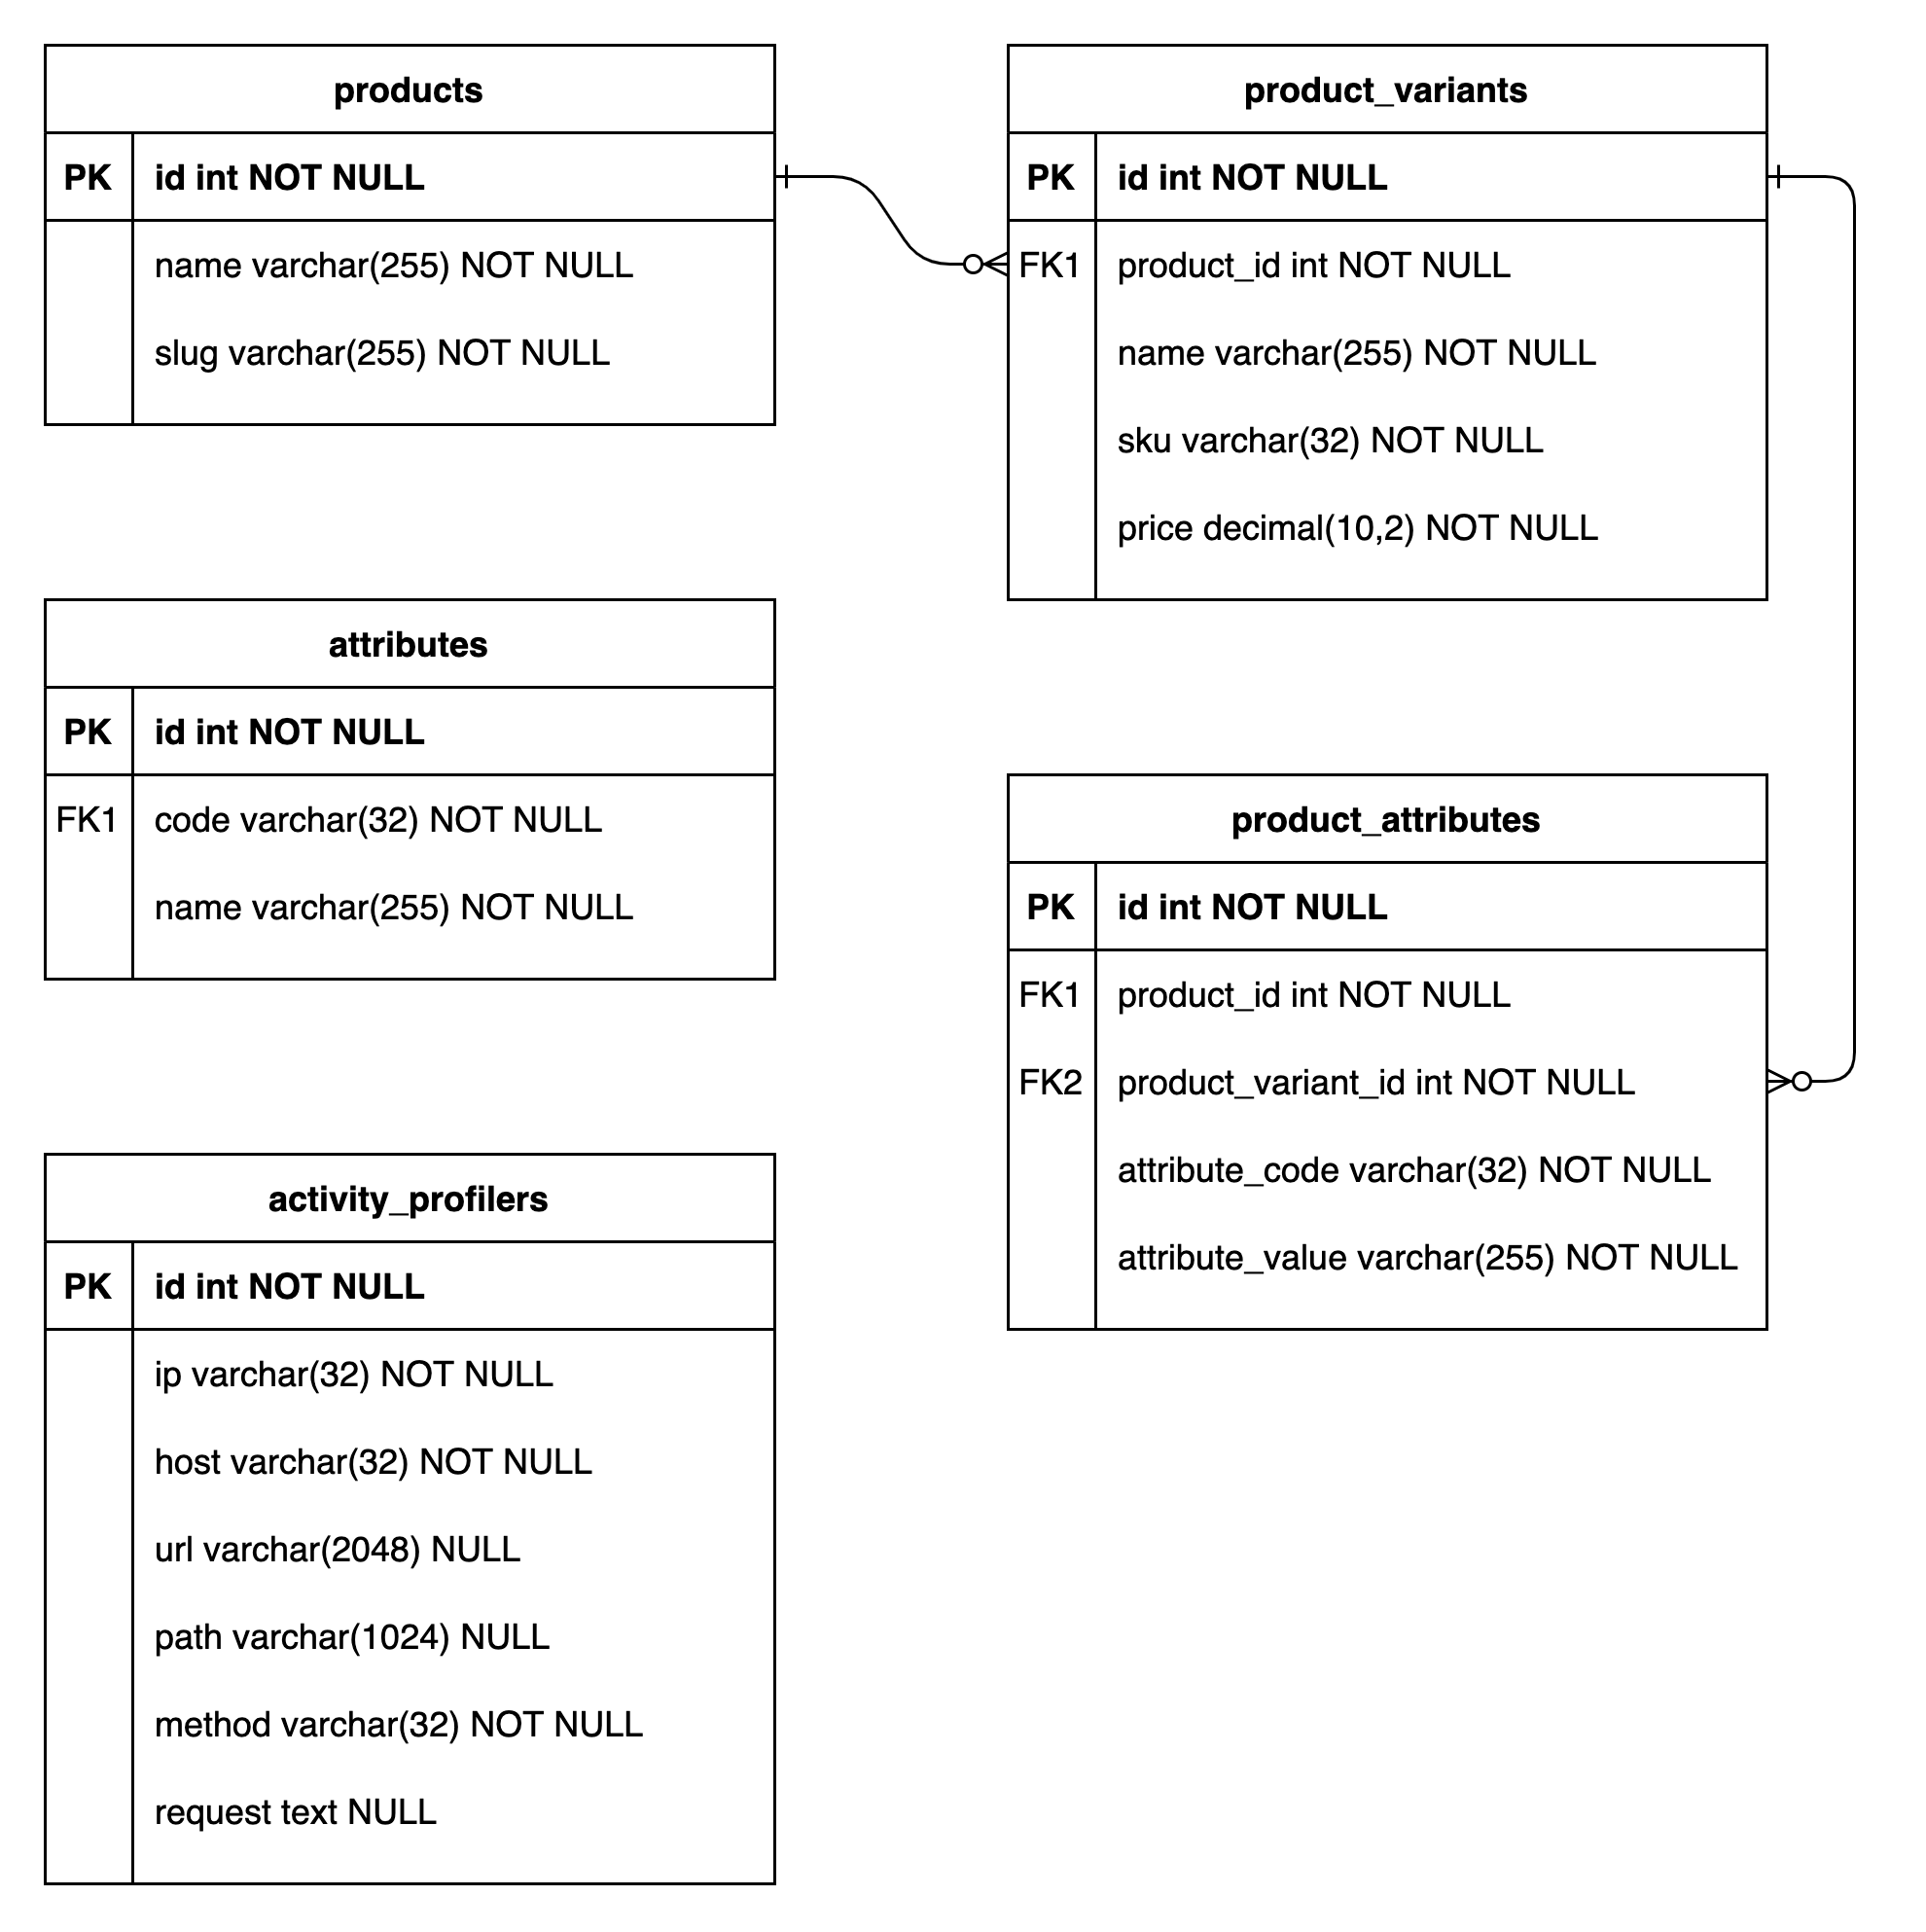 products
PK id int NOT NULL
name varchar(255) NOT NULL
slug varchar(255) NOT NULL
product_variants
PK id int NOT NULL
FK1 product_id int NOT NULL
name varchar(255) NOT NULL
sku varchar(32) NOT NULL
price decimal(10,2) NOT NULL
attributes
PK id int NOT NULL
FK1 code varchar(32) NOT NULL
name varchar(255) NOT NULL
product_attributes
PK id int NOT NULL
FK1 product_id int NOT NULL
FK2 product_variant_id int NOT NULL
attribute_code varchar(32) NOT NULL
attribute_value varchar(255) NOT NULL
activity_profilers
PK id int NOT NULL
ip varchar(32) NOT NULL
host varchar(32) NOT NULL
url varchar(2048) NULL
path varchar(1024) NULL
method varchar(32) NOT NULL
request text NULL